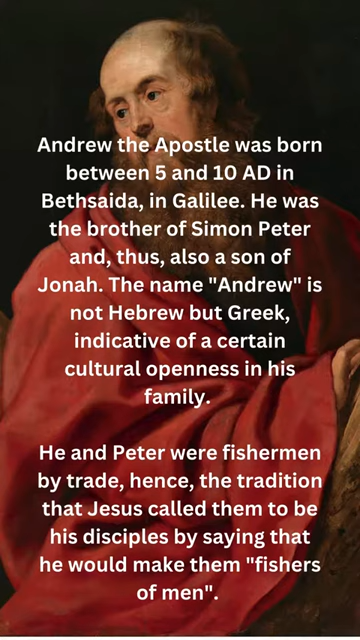 Andrew the Apostle was born
between 5 and 10 AD in
Bethsaida, in Galilee. He was
the brother of Simon Peter
and, thus, also a son of
Jonah. The name "Andrew" is
not Hebrew but Greek,
indicative of a certain
cultural openness in his
family.
He and Peter were fishermen
by trade, hence, the tradition
that Jesus called them to be
his disciples by saying that
he would make them "fishers
of men".